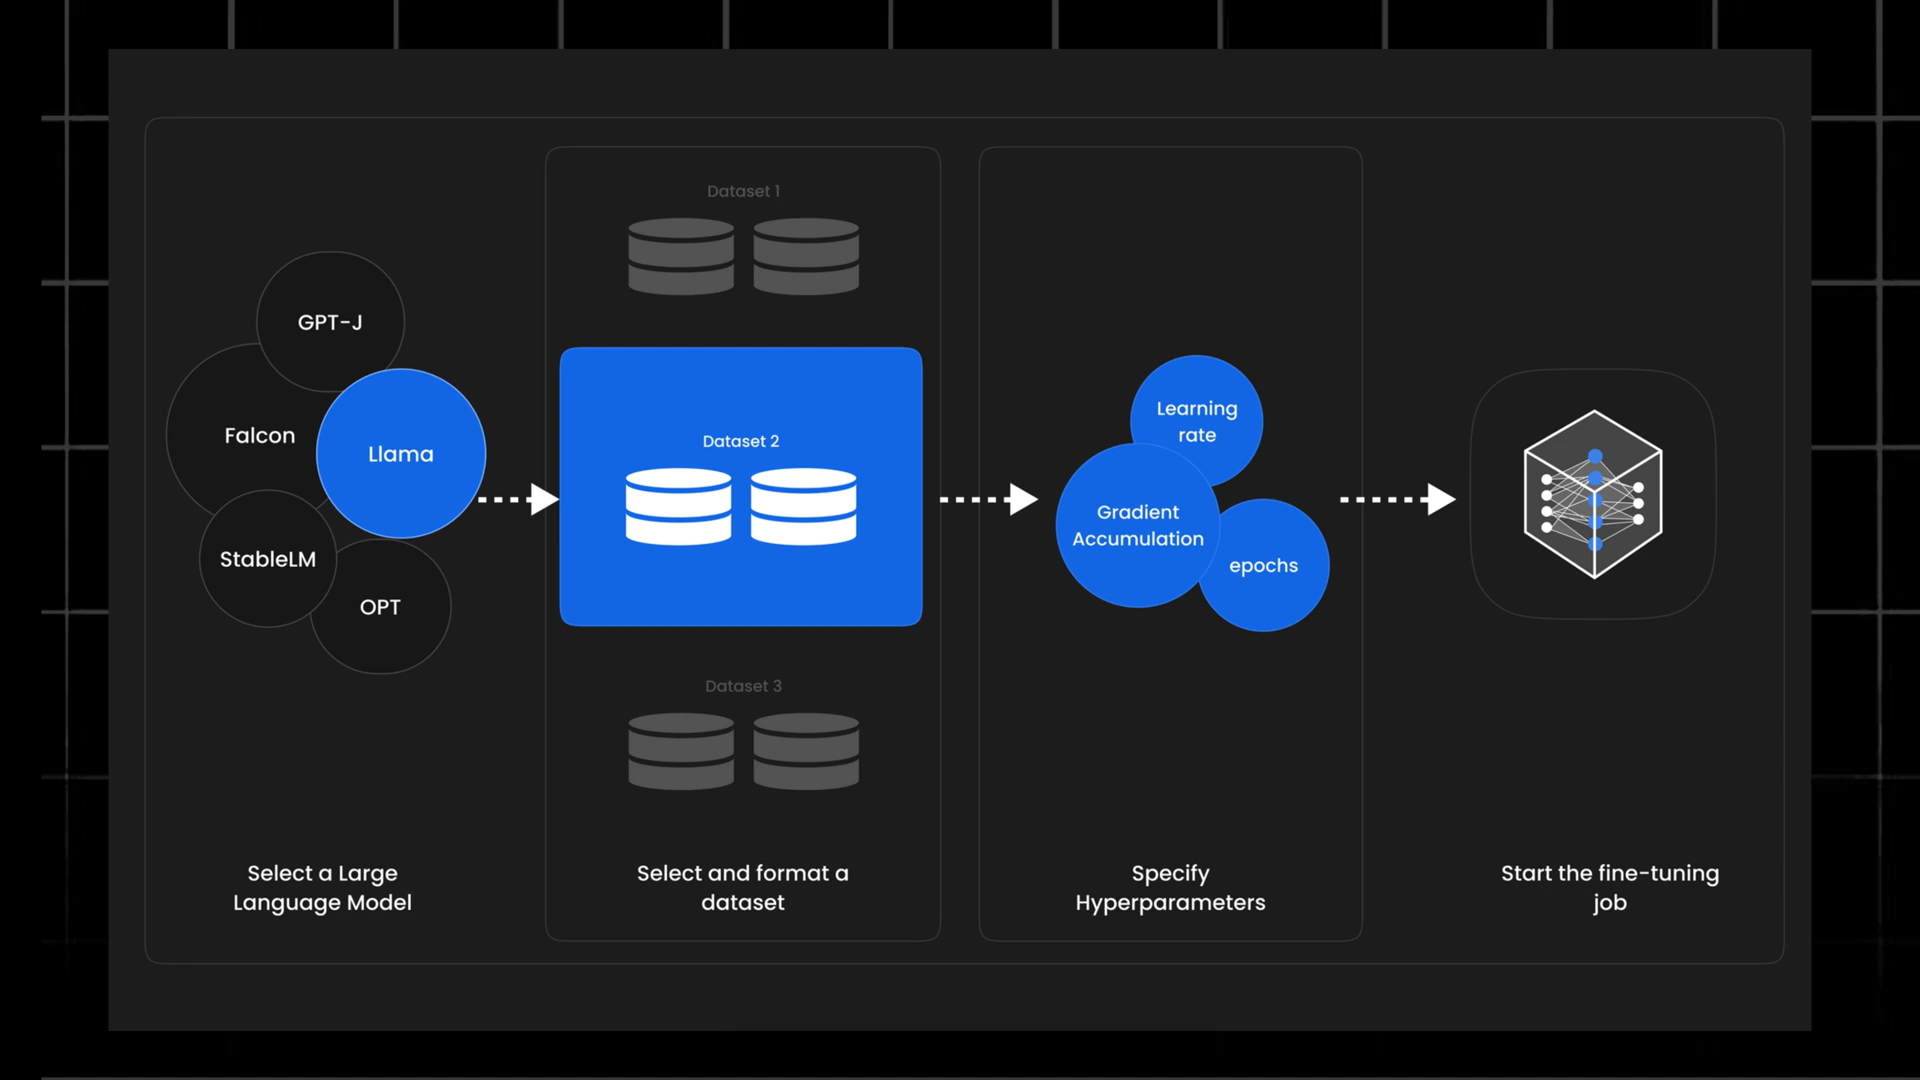 GPT-J
Falcon
Llama
StableLM
OPT
Select a Large
Language Model
Dataset 1
Dataset 2
Dataset 3
Select and format a
dataset
Learning
rate
Gradient
Accumulation
epochs
Specify
Hyperparameters
Start the fine-tuning
job